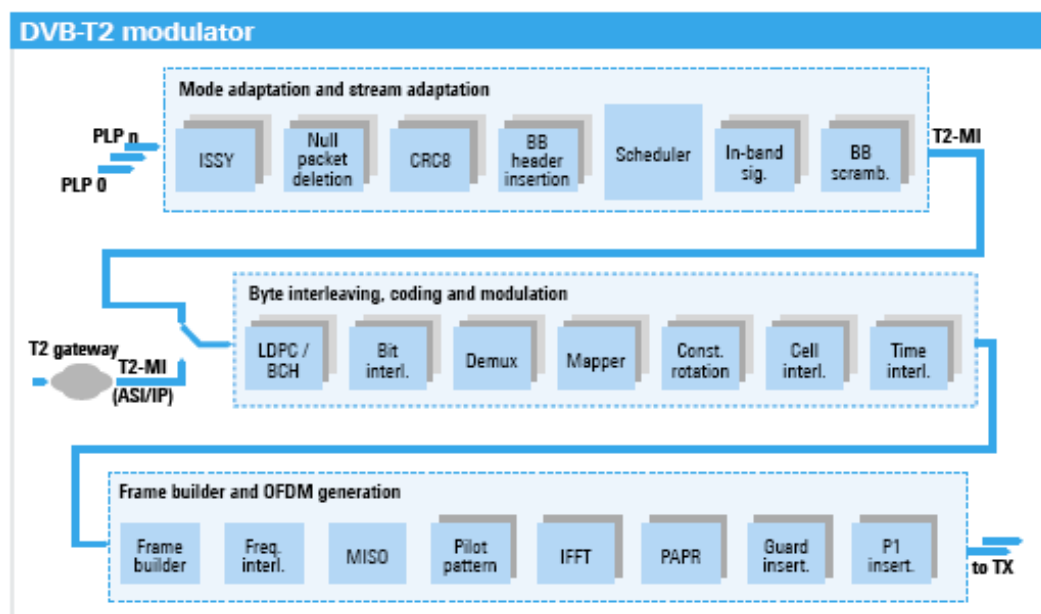 DVB-T2 modulator
Mode adaptation and stream adaptation
PLP n
PLP 0
ISSY
Null
packet
deletion
CRC8
BB
header
insertion
Scheduler
In-band
sig.
BB
scramb.
T2-MI
Byte interleaving, coding and modulation
T2 gateway
T2-MI
(ASI/IP)
LDPC /
BCH
Bit
interl.
Demux
Mapper
Const.
rotation
Cell
interl.
Time
interl.
Frame builder and OFDM generation
Frame
builder
Freq.
interl.
MISO
Pilot
pattern
IFFT
PAPR
Guard
insert.
P1
insert.
to TX